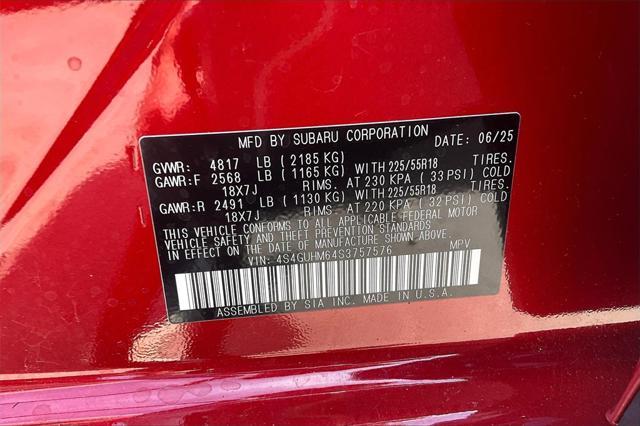 MFD BY SUBARU CORPORATION DATE: 06/25
GVWR: 4817 LB ( 2185 KG)
GAWR:F 2568 LB ( 1165 KG) WITH 225/55R18 TIRES.
18X7J RIMS. AT 230 KPA ( 33 PSI) COLD
GAWR:R 2491 LB ( 1130 KG) WITH 225/55R18 TIRES.
18X7J RIMS. AT 220 KPA ( 32 PSI) COLD
THIS VEHICLE CONFORMS TO ALL APPLICABLE FEDERAL MOTOR
VEHICLE SAFETY AND THEFT PREVENTION STANDARDS
IN EFFECT ON THE DATE OF MANUFACTURE SHOWN ABOVE.
VIN: 4S4GUHM64S3757576 MPV
ASSEMBLED BY SIA INC. MADE IN U.S.A.